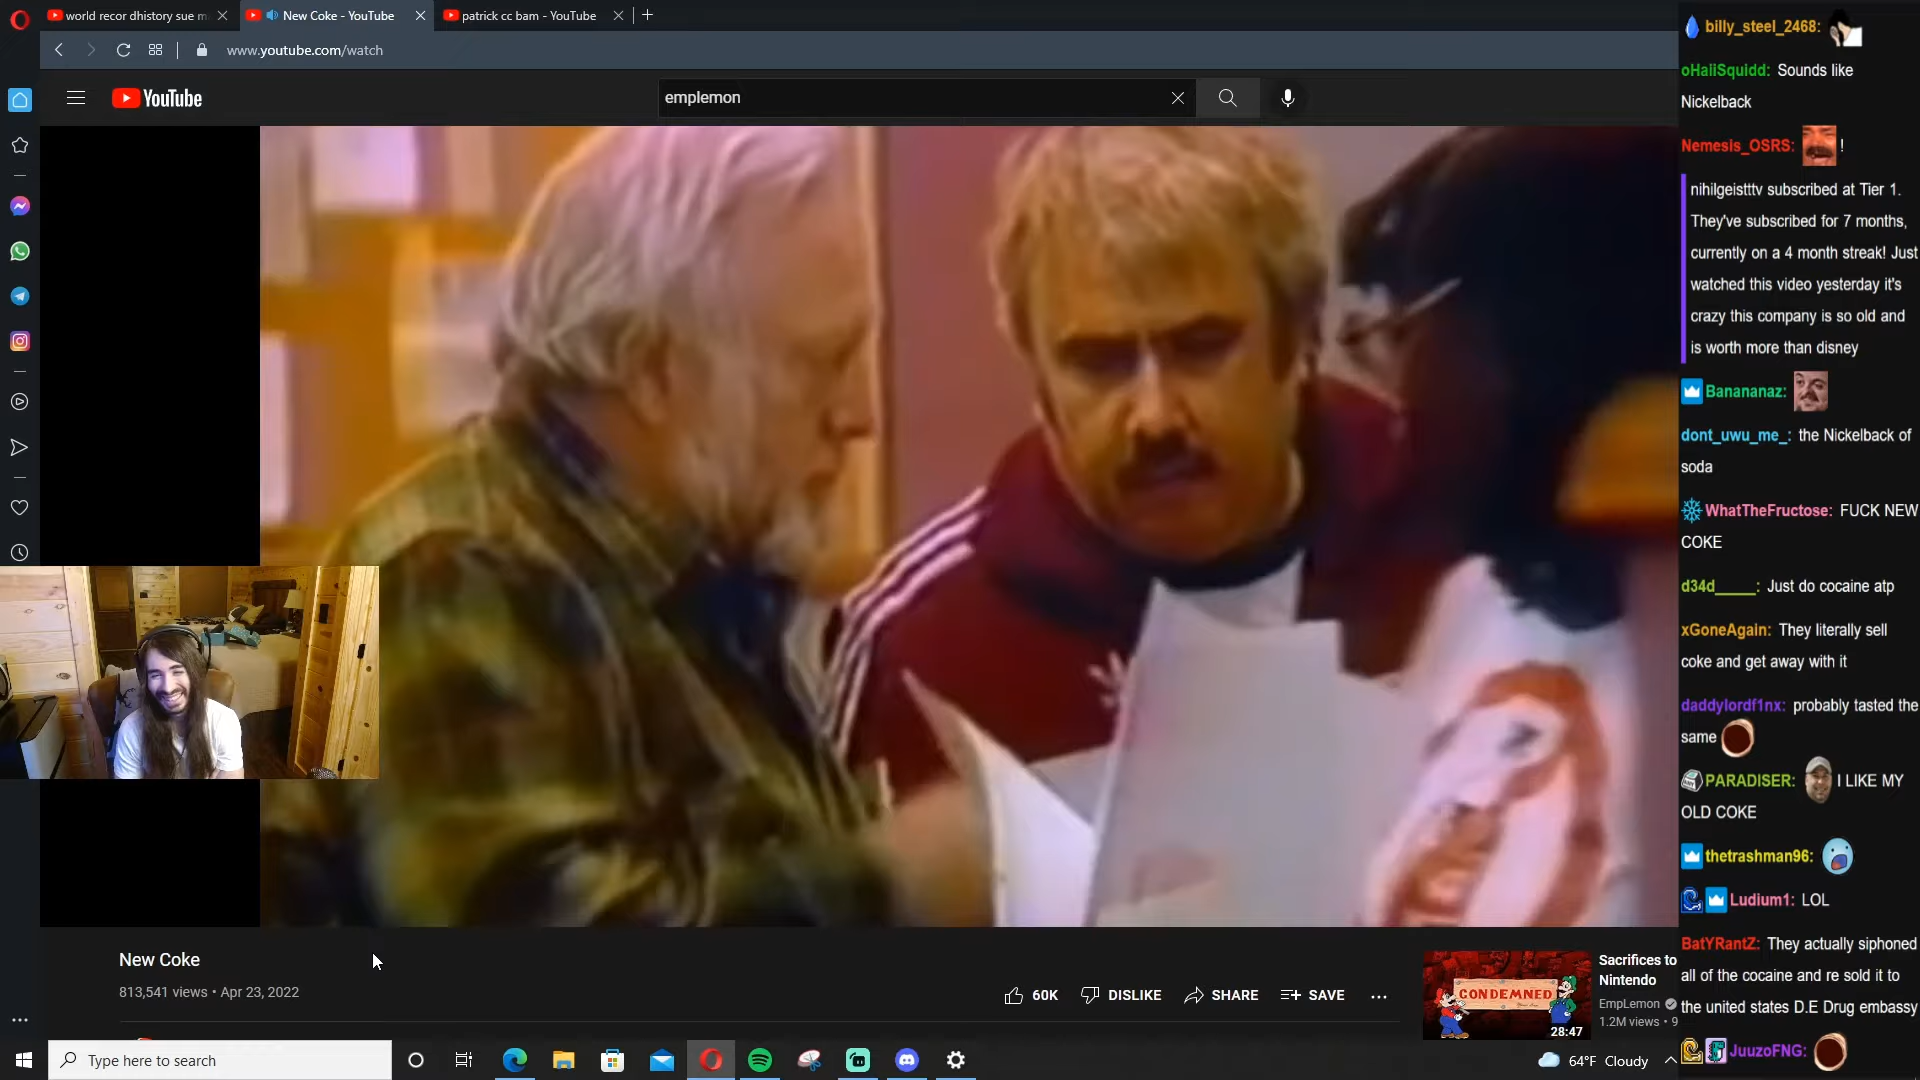 world recor dhistory sue m
New Coke - YouTube
patrick cc bam - YouTube
www.youtube.com/watch
YouTube
emplemon
billy_steel_2468:
oHaiiSquidd: Sounds like
Nickelback
Nemesis_OSRS: !
nihilgeistttv subscribed at Tier 1.
They've subscribed for 7 months,
currently on a 4 month streak! Just
watched this video yesterday it's
crazy this company is so old and
is worth more than disney
Banananaz:
dont_uwu_me_: the Nickelback of
soda
WhatTheFructose: FUCK NEW
COKE
d34d_____: Just do cocaine atp
xGoneAgain: They literally sell
coke and get away with it
daddylordf1nx: probably tasted the
same
PARADISER: I LIKE MY
OLD COKE
thetrashman96:
Ludium1: LOL
BatYRantZ: They actually siphoned
all of the cocaine and re sold it to
the united states D.E Drug embassy
JuuzoFNG:
New Coke
813,541 views • Apr 23, 2022
60K
DISLIKE
SHARE
SAVE
CONDEMNED
28:47
Sacrifices to
Nintendo
EmpLemon
1.2M views • 9
Type here to search
64°F Cloudy